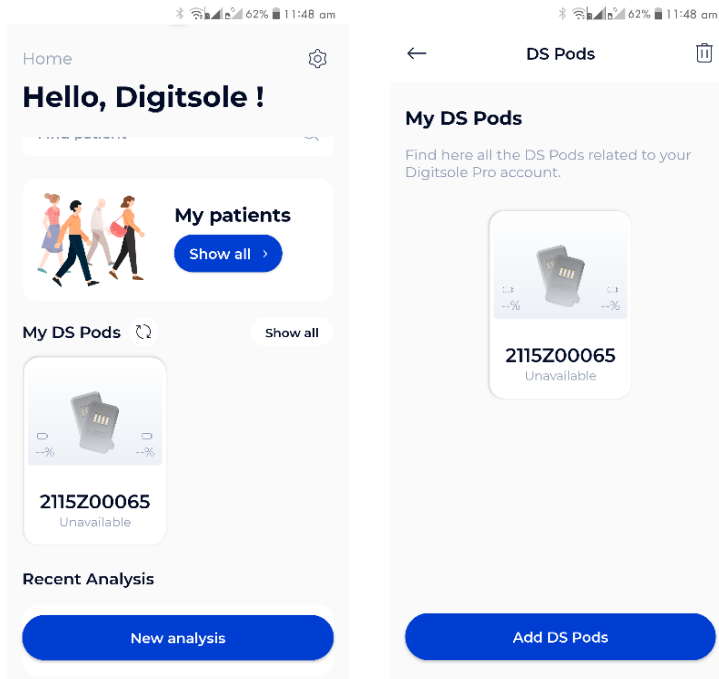 62% 11:48 am
Home
Hello, Digitsole !
Find patient
My patients
Show all
My DS Pods
Show all
--%
--%
2115Z00065
Unavailable
Recent Analysis
New analysis
62% 11:48 am
DS Pods
My DS Pods
Find here all the DS Pods related to your
Digitsole Pro account.
--%
--%
2115Z00065
Unavailable
Add DS Pods